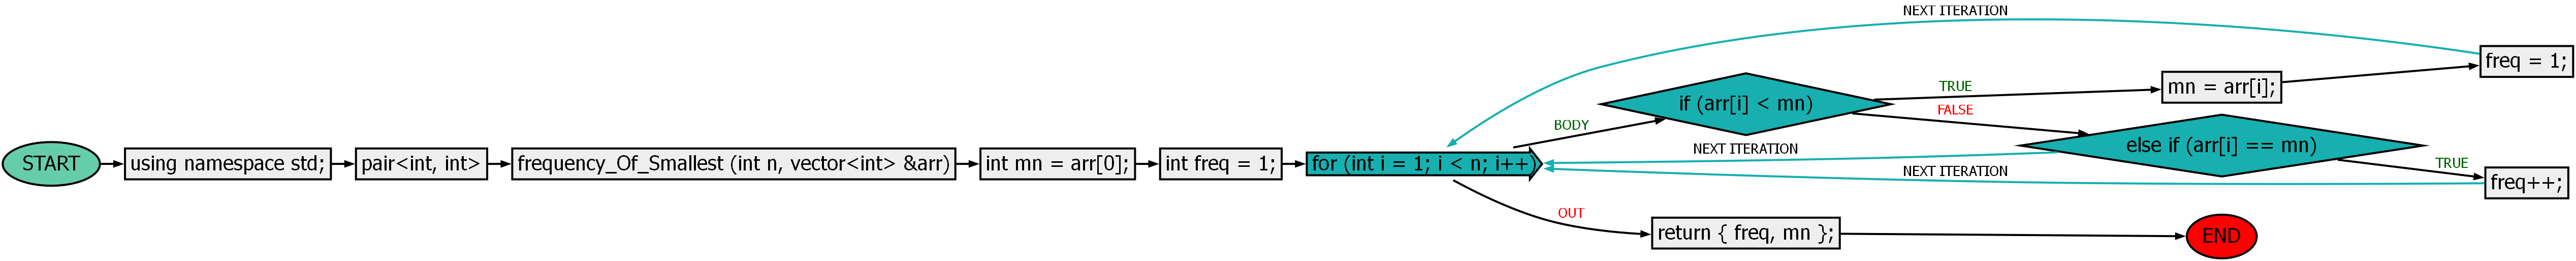 START
using namespace std;
pair<int, int>
frequency_Of_Smallest (int n, vector<int> &arr)
int mn = arr[0];
int freq = 1;
for (int i = 1; i < n; i++)
BODY
if (arr[i] < mn)
TRUE
mn = arr[i];
freq = 1;
NEXT ITERATION
FALSE
else if (arr[i] == mn)
NEXT ITERATION
TRUE
freq++;
NEXT ITERATION
OUT
return { freq, mn };
END